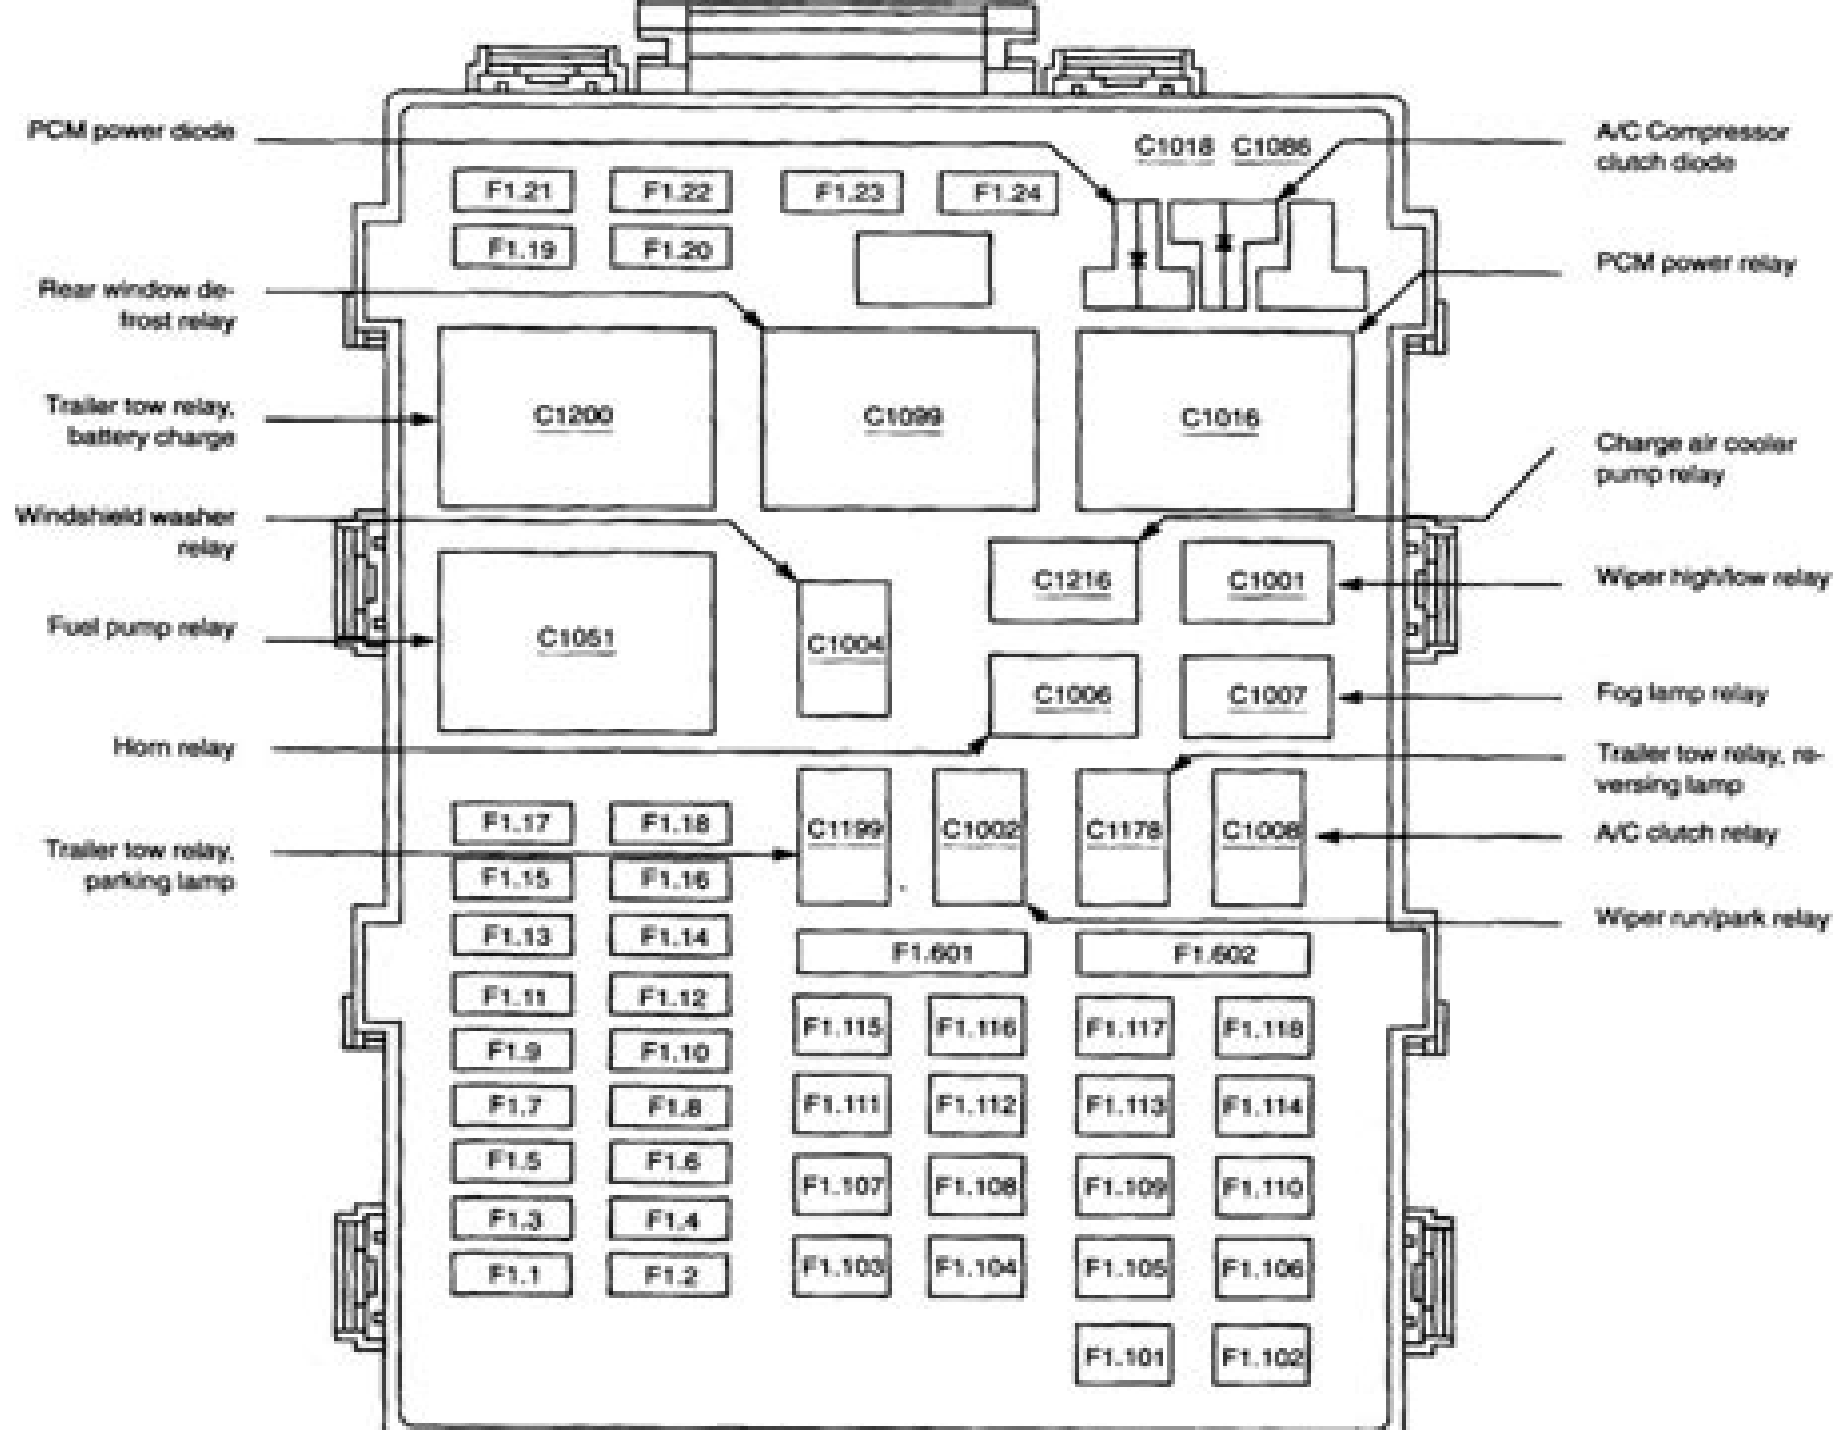 PCM power diode
C1018 C1086
A/C Compressor
clutch diode
F1.21 F1.22 F1.23 F1.24
F1.19 F1.20
PCM power relay
Rear window de-
frost relay
Trailer tow relay,
battery charge
C1200 C1099 C1016
Charge air cooler
pump relay
Windshield washer
relay
C1216 C1001
Wiper high/low relay
Fuel pump relay
C1051 C1004
C1006 C1007
Fog lamp relay
Horn relay
Trailer tow relay, re-
versing lamp
F1.17 F1.18
C1199 C1002 C1178 C1008
A/C clutch relay
Trailer tow relay,
parking lamp
F1.15 F1.16
Wiper run/park relay
F1.13 F1.14
F1.601 F1.602
F1.11 F1.12
F1.115 F1.116 F1.117 F1.118
F1.9 F1.10
F1.7 F1.8
F1.111 F1.112 F1.113 F1.114
F1.5 F1.6
F1.107 F1.108 F1.109 F1.110
F1.3 F1.4
F1.1 F1.2
F1.103 F1.104 F1.105 F1.106
F1.101 F1.102